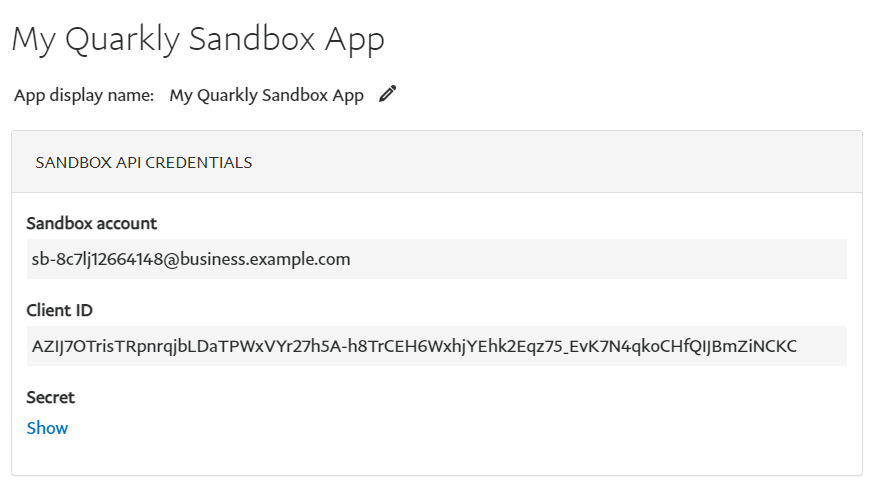 My Quarkly Sandbox App
App display name: My Quarkly Sandbox App
SANDBOX API CREDENTIALS
Sandbox account
sb-8c7lj12664148@business.example.com
Client ID
AZIJ7OTrisTRpnrqjbLDaTPWxVYr27h5A-h8TrCEH6WxhjYEhk2Eqz75_EvK7N4qkoCHfQIJBmZiNCKC
Secret
Show